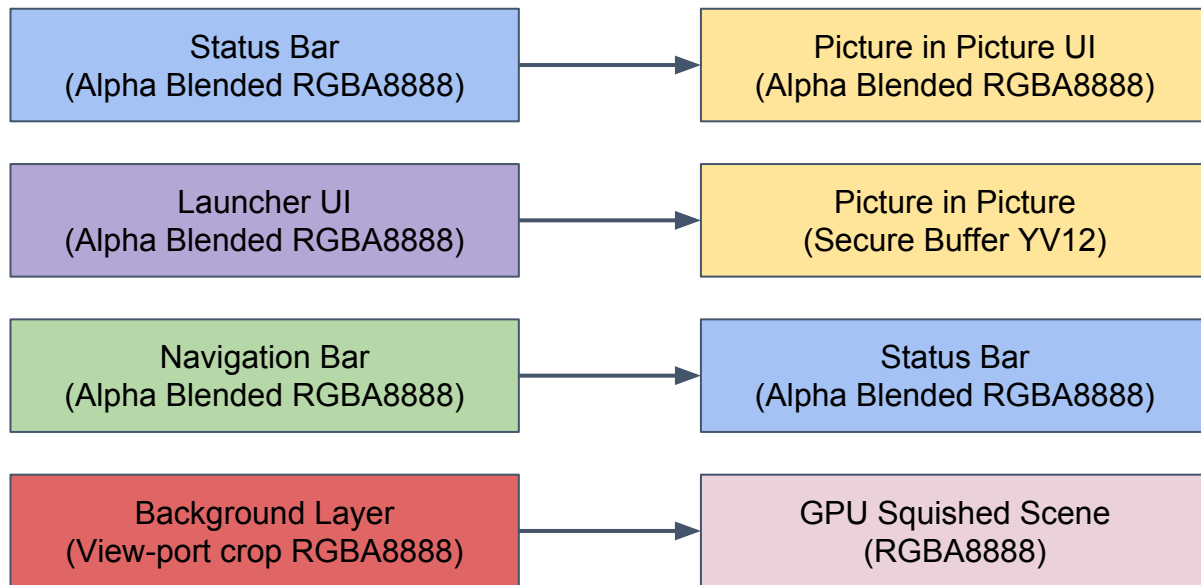 Status Bar
(Alpha Blended RGBA8888)
Picture in Picture UI
(Alpha Blended RGBA8888)
Launcher UI
(Alpha Blended RGBA8888)
Picture in Picture
(Secure Buffer YV12)
Navigation Bar
(Alpha Blended RGBA8888)
Status Bar
(Alpha Blended RGBA8888)
Background Layer
(View-port crop RGBA8888)
GPU Squished Scene
(RGBA8888)